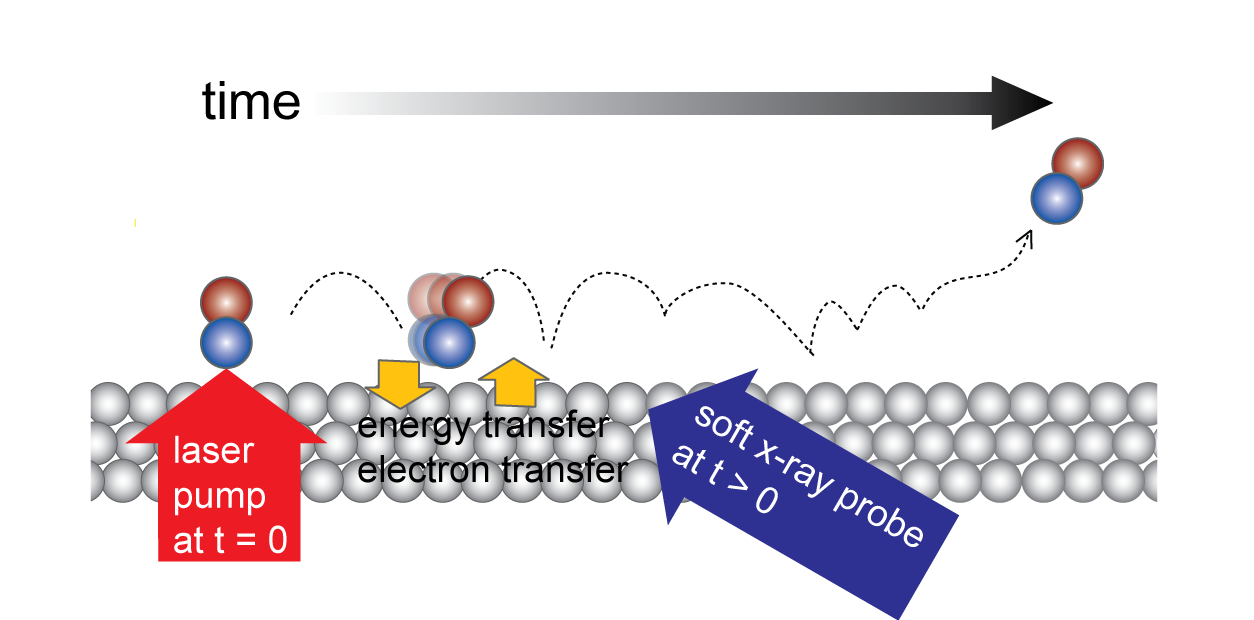 time
laser
pump
at t = 0
energy transfer
electron transfer
soft x-ray probe
at t > 0